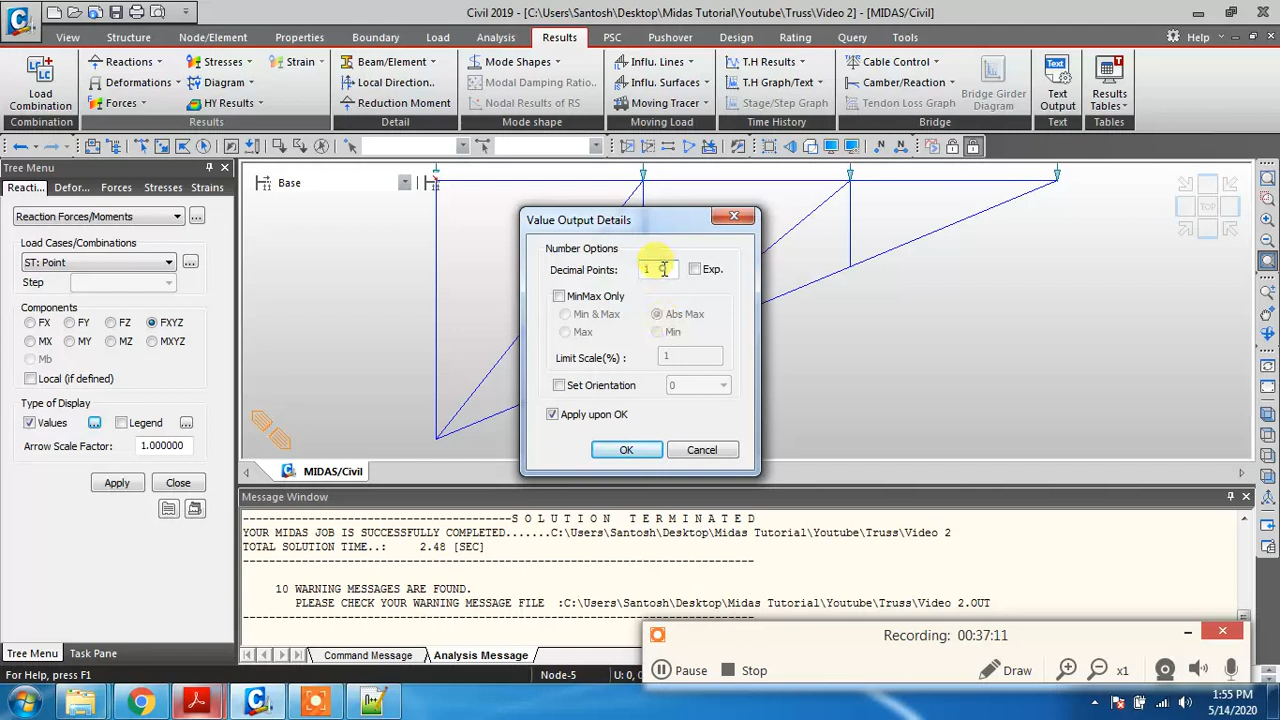 Civil 2019 - [C:\Users\Santosh\Desktop\Midas Tutorial\Youtube\Truss\Video 2] - [MIDAS/Civil]
View Structure Node/Element Properties Boundary Load Analysis Results PSC Pushover Design Rating Query Tools Help
Load Combination
Combination
Reactions
Deformations
Forces
Stresses
Diagram
HY Results
Strain
Results
Beam/Element
Local Direction..
Reduction Moment
Detail
Mode Shapes
Modal Damping Ratio..
Nodal Results of RS
Mode shape
Influ. Lines
Influ. Surfaces
Moving Tracer
Moving Load
T.H Results
T.H Graph/Text
Stage/Step Graph
Time History
Cable Control
Camber/Reaction
Tendon Loss Graph
Bridge Girder Diagram
Bridge
Text Output
Text
Results Tables
Tables
Tree Menu
Reacti... Defor... Forces Stresses Strains
Reaction Forces/Moments
Load Cases/Combinations
ST: Point
Step
Components
FX FY FZ FXYZ
MX MY MZ MXYZ
Mb
Local (if defined)
Type of Display
Values Legend
Arrow Scale Factor: 1.000000
Apply Close
Tree Menu Task Pane
Base
TOP
Value Output Details
Number Options
Decimal Points: 1 Exp.
MinMax Only
Min & Max Abs Max
Max Min
Limit Scale(%) : 1
Set Orientation 0
Apply upon OK
OK Cancel
MIDAS/Civil
Message Window
S O L U T I O N T E R M I N A T E D
YOUR MIDAS JOB IS SUCCESSFULLY COMPLETED.......C:\Users\Santosh\Desktop\Midas Tutorial\Youtube\Truss\Video 2
TOTAL SOLUTION TIME..: 2.48 [SEC]
10 WARNING MESSAGES ARE FOUND.
PLEASE CHECK YOUR WARNING MESSAGE FILE :C:\Users\Santosh\Desktop\Midas Tutorial\Youtube\Truss\Video 2.OUT
Command Message Analysis Message
Recording: 00:37:11
Pause Stop Draw x1
For Help, press F1
Node-5
U: 0, 0
1:55 PM
5/14/2020